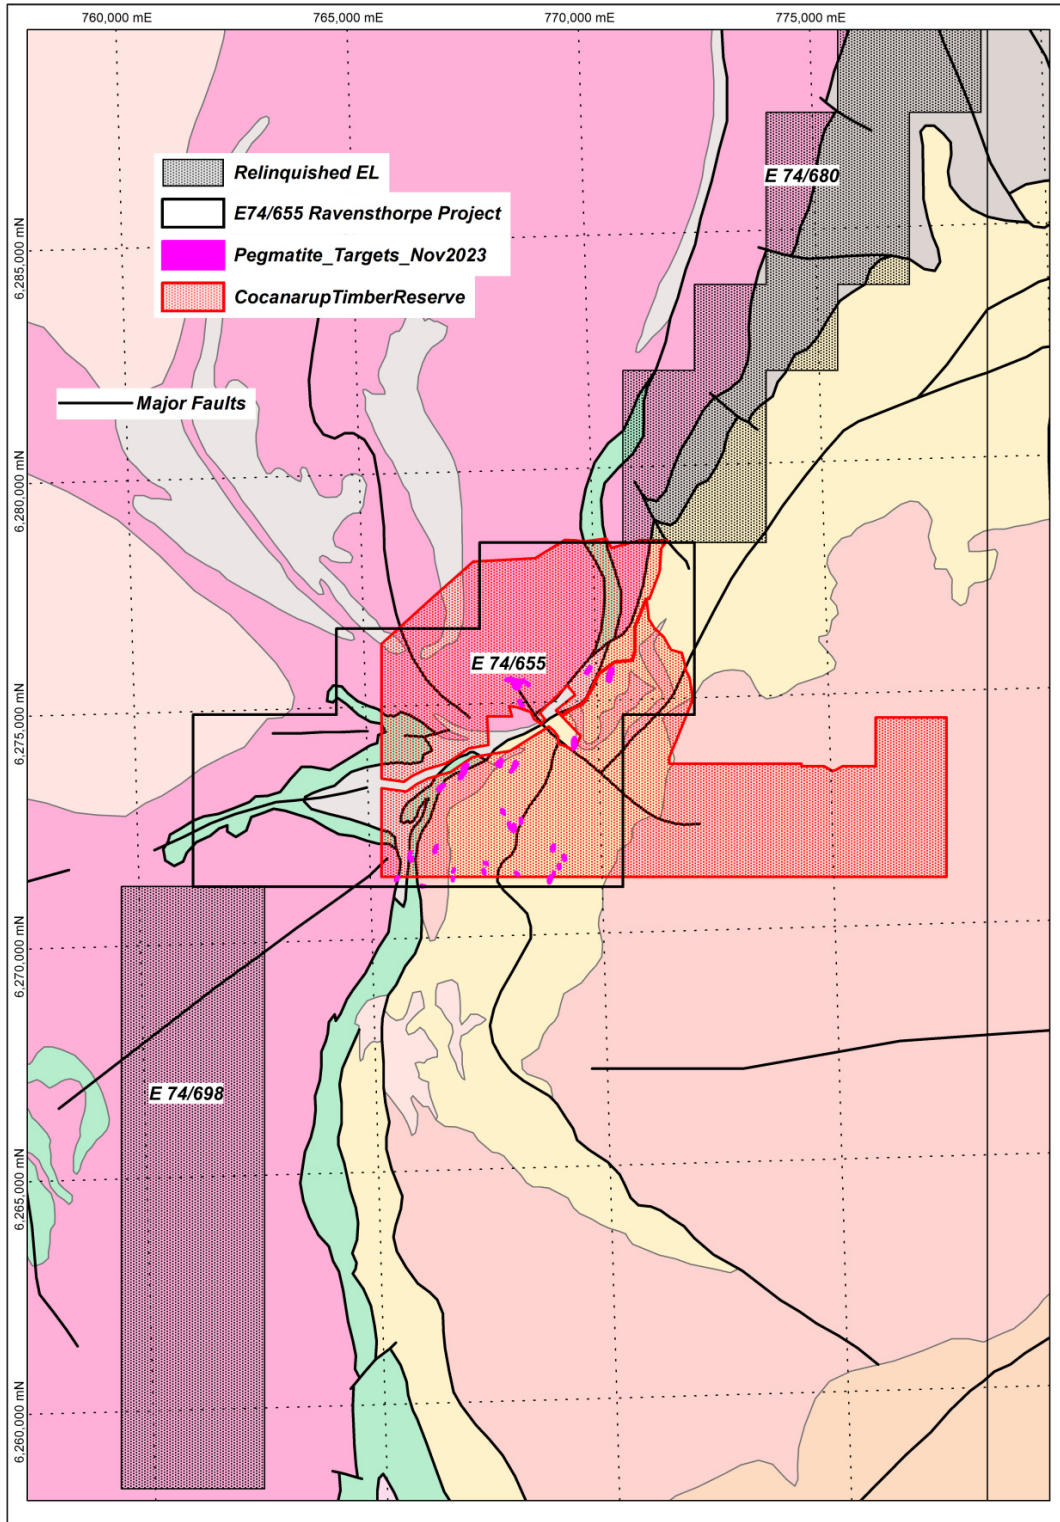 760,000 mE
765,000 mE
770,000 mE
775,000 mE
Relinquished EL
E74/655 Ravensthorpe Project
Pegmatite_Targets_Nov2023
CocanarupTimberReserve
Major Faults
E 74/680
E 74/655
E 74/698
6,285,000 mN
6,280,000 mN
6,275,000 mN
6,270,000 mN
6,265,000 mN
6,260,000 mN